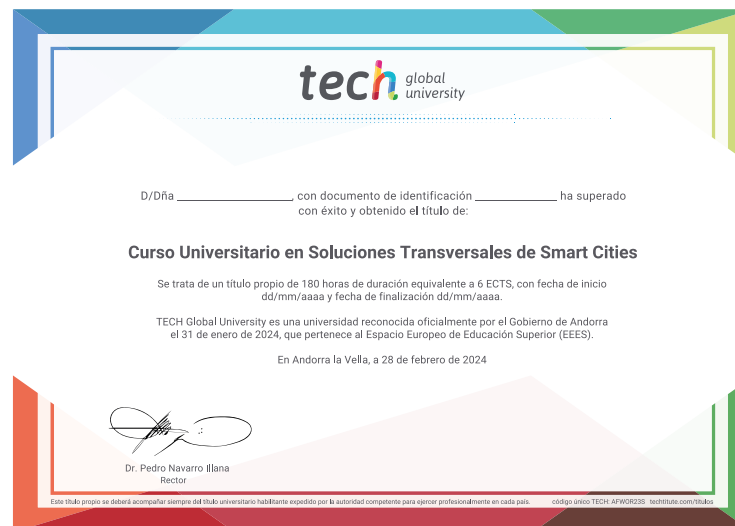 tech global university
D/Dña ______________, con documento de identificación ______________ ha superado
con éxito y obtenido el título de:
Curso Universitario en Soluciones Transversales de Smart Cities
Se trata de un título propio de 180 horas de duración equivalente a 6 ECTS, con fecha de inicio
dd/mm/aaaa y fecha de finalización dd/mm/aaaa.
TECH Global University es una universidad reconocida oficialmente por el Gobierno de Andorra
el 31 de enero de 2024, que pertenece al Espacio Europeo de Educación Superior (EEES).
En Andorra la Vella, a 28 de febrero de 2024
Dr. Pedro Navarro Illana
Rector
Este título propio se deberá acompañar siempre del título universitario habilitante expedido por la autoridad competente para ejercer profesionalmente en cada país. código único TECH: AFWOR23S techtitute.com/titulos